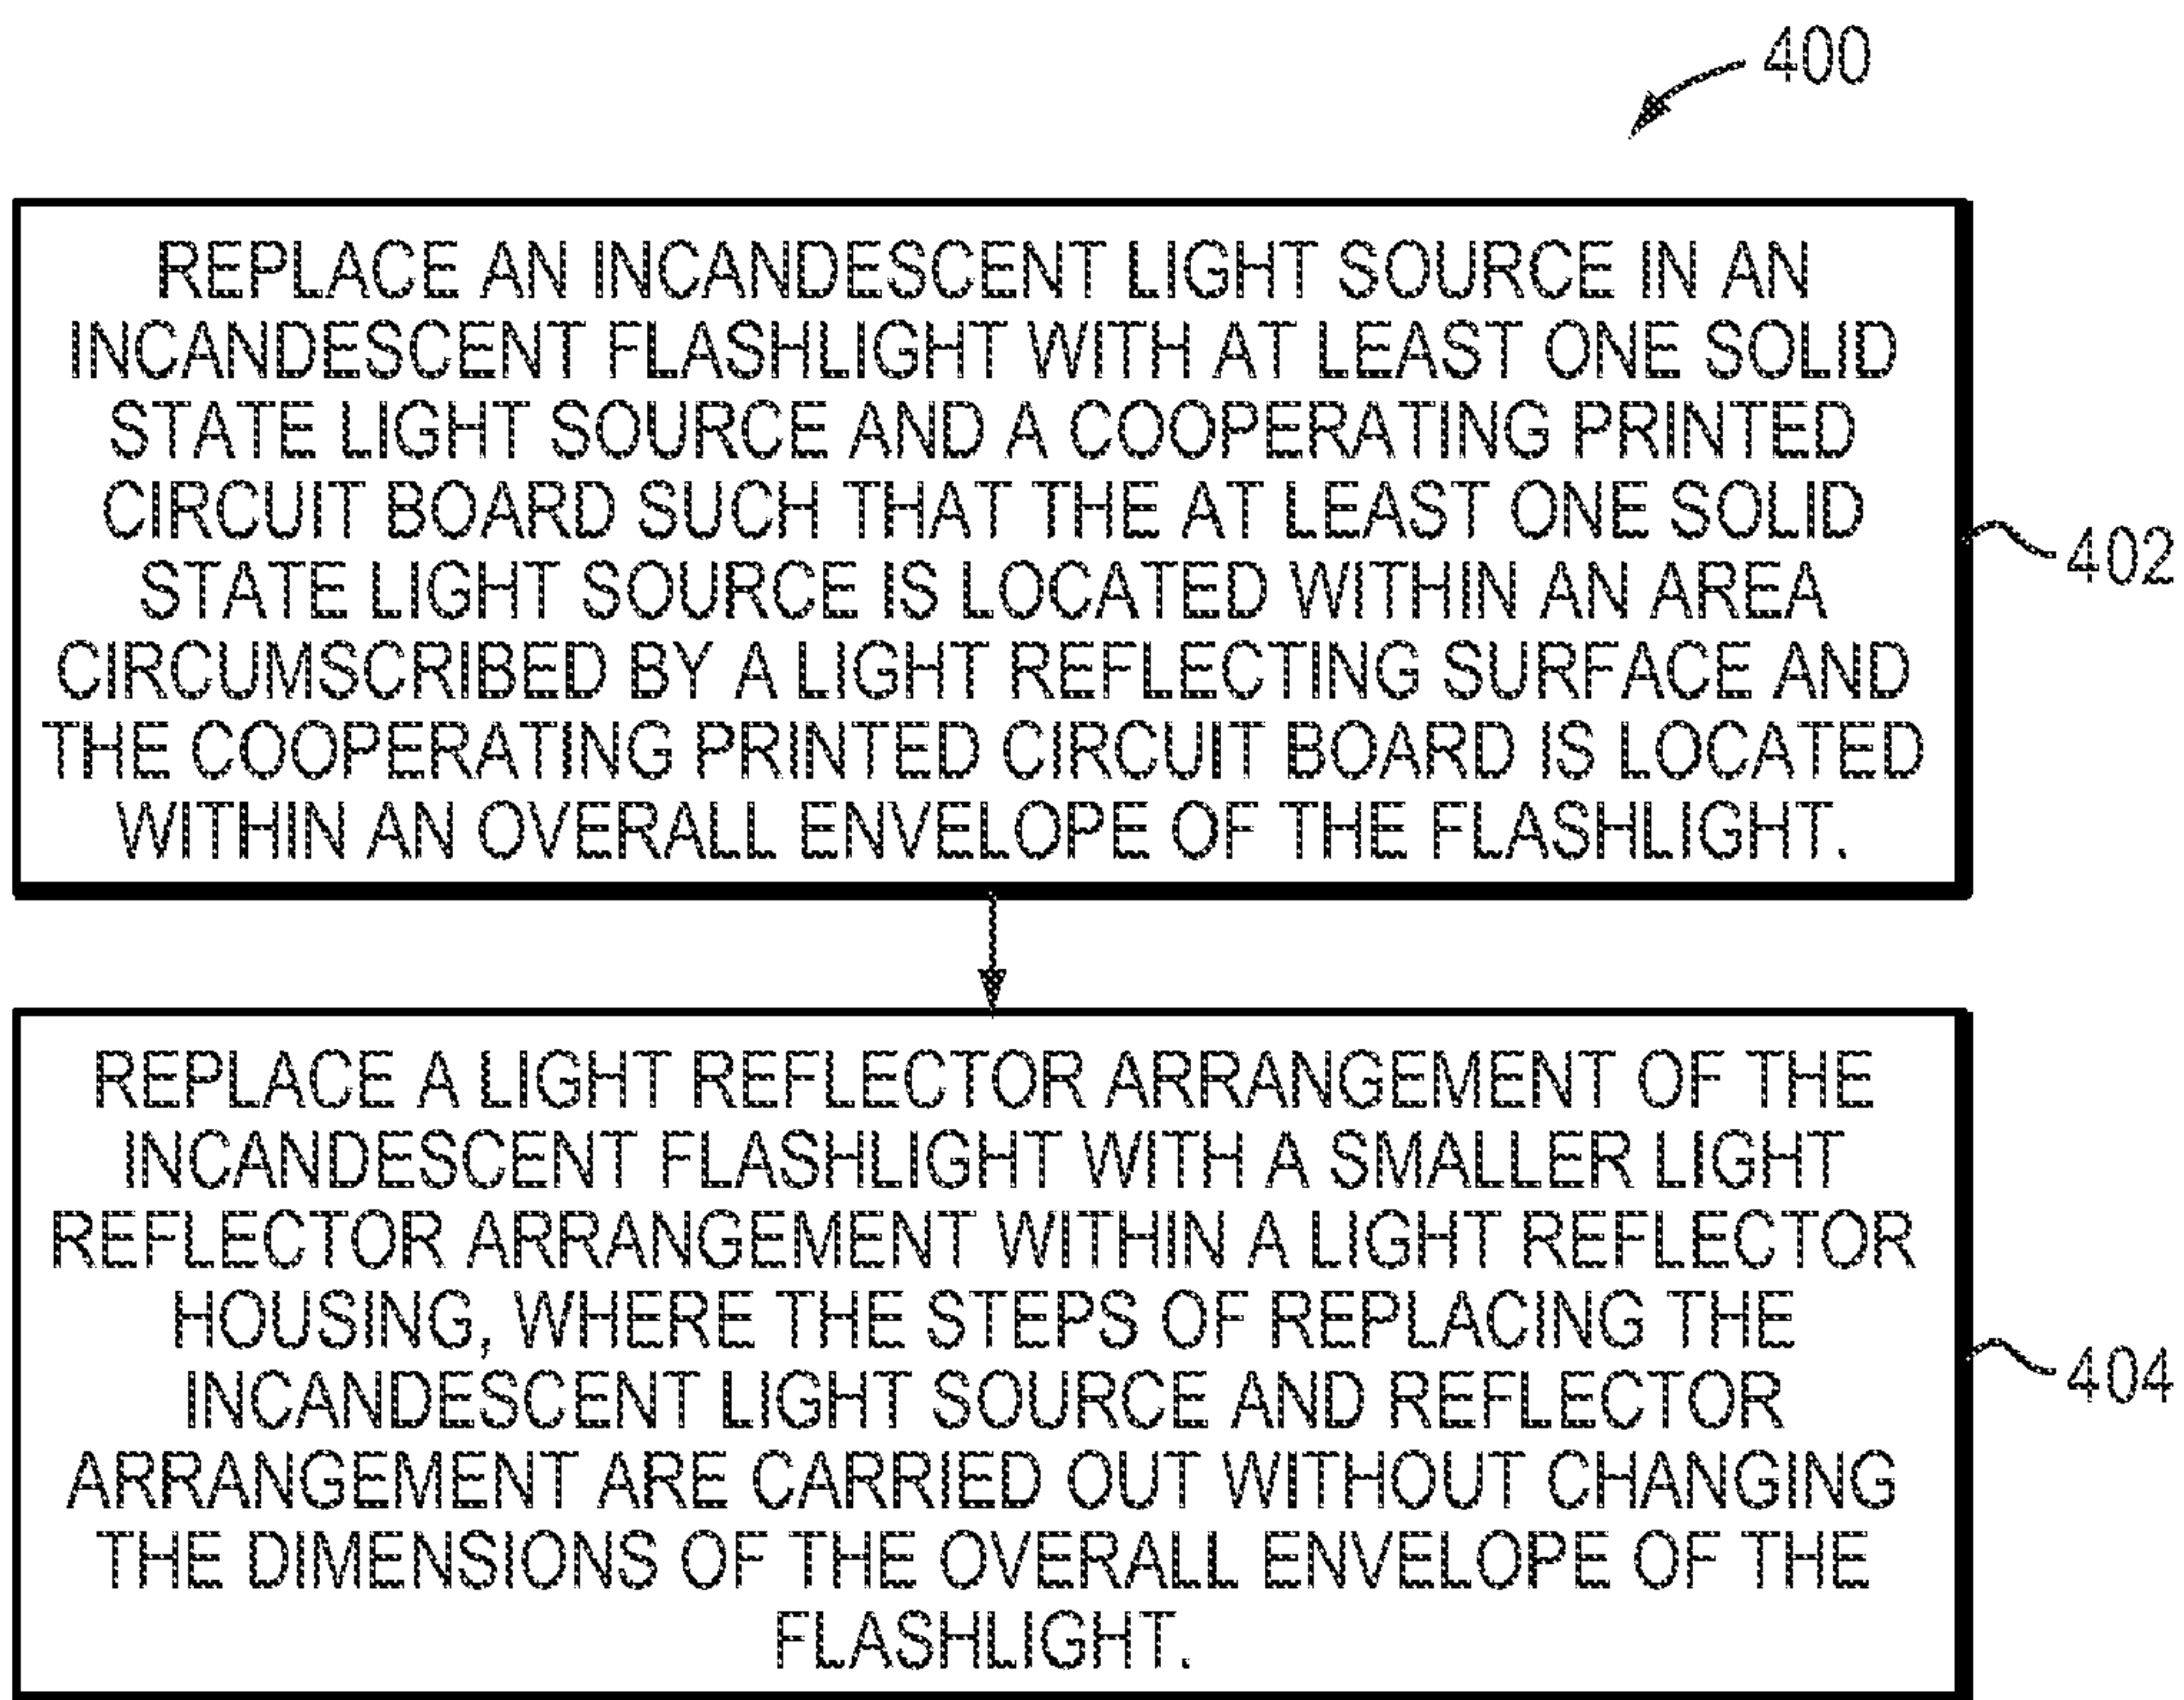 400
REPLACE AN INCANDESCENT LIGHT SOURCE IN AN
INCANDESCENT FLASHLIGHT WITH AT LEAST ONE SOLID
STATE LIGHT SOURCE AND A COOPERATING PRINTED
CIRCUIT BOARD SUCH THAT THE AT LEAST ONE SOLID
STATE LIGHT SOURCE IS LOCATED WITHIN AN AREA
CIRCUMSCRIBED BY A LIGHT REFLECTING SURFACE AND
THE COOPERATING PRINTED CIRCUIT BOARD IS LOCATED
WITHIN AN OVERALL ENVELOPE OF THE FLASHLIGHT.
402
REPLACE A LIGHT REFLECTOR ARRANGEMENT OF THE
INCANDESCENT FLASHLIGHT WITH A SMALLER LIGHT
REFLECTOR ARRANGEMENT WITHIN A LIGHT REFLECTOR
HOUSING, WHERE THE STEPS OF REPLACING THE
INCANDESCENT LIGHT SOURCE AND REFLECTOR
ARRANGEMENT ARE CARRIED OUT WITHOUT CHANGING
THE DIMENSIONS OF THE OVERALL ENVELOPE OF THE
FLASHLIGHT.
404